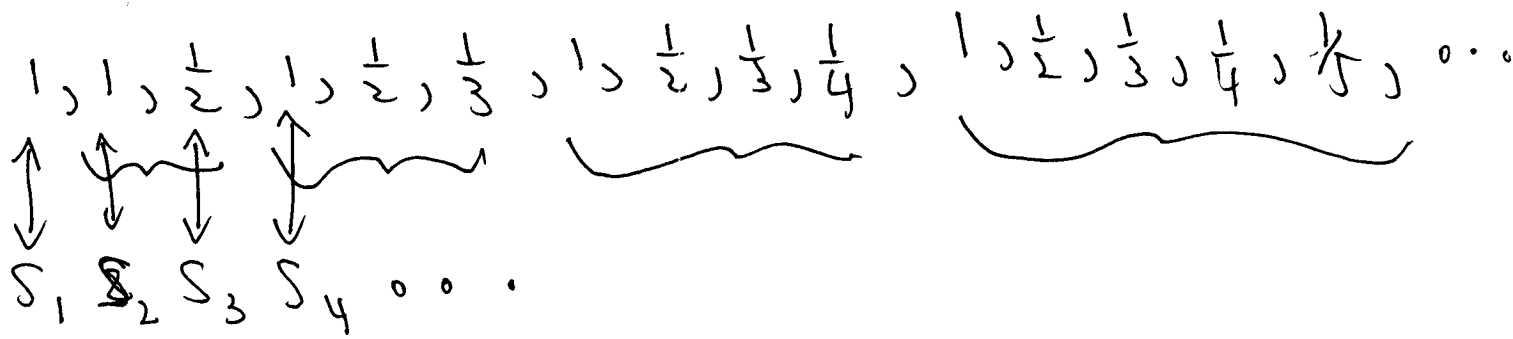 1, 1, 1/2, 1, 1/2, 1/3, 1, 1/2, 1/3, 1/4, 1, 1/2, 1/3, 1/4, 1/5, ...
S₁ S₂ S₃ S₄ ...